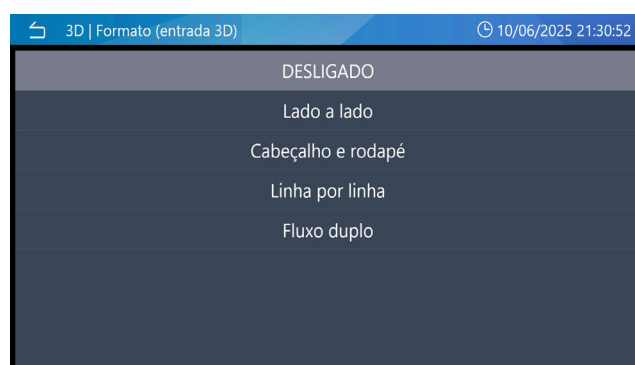 3D | Formato (entrada 3D) 10/06/2025 21:30:52
DESLIGADO
Lado a lado
Cabeçalho e rodapé
Linha por linha
Fluxo duplo